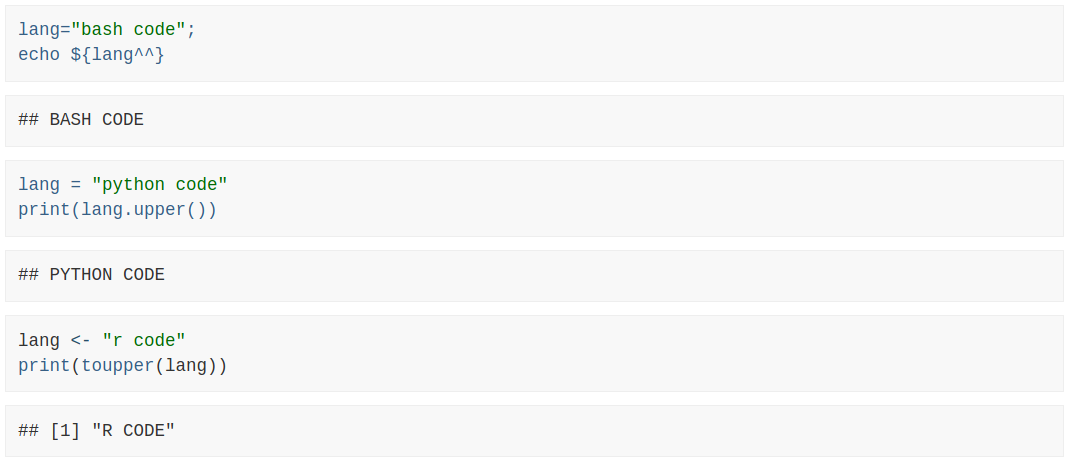 lang="bash code";
echo ${lang^^}
## BASH CODE
lang = "python code"
print(lang.upper())
## PYTHON CODE
lang <- "r code"
print(toupper(lang))
## [1] "R CODE"